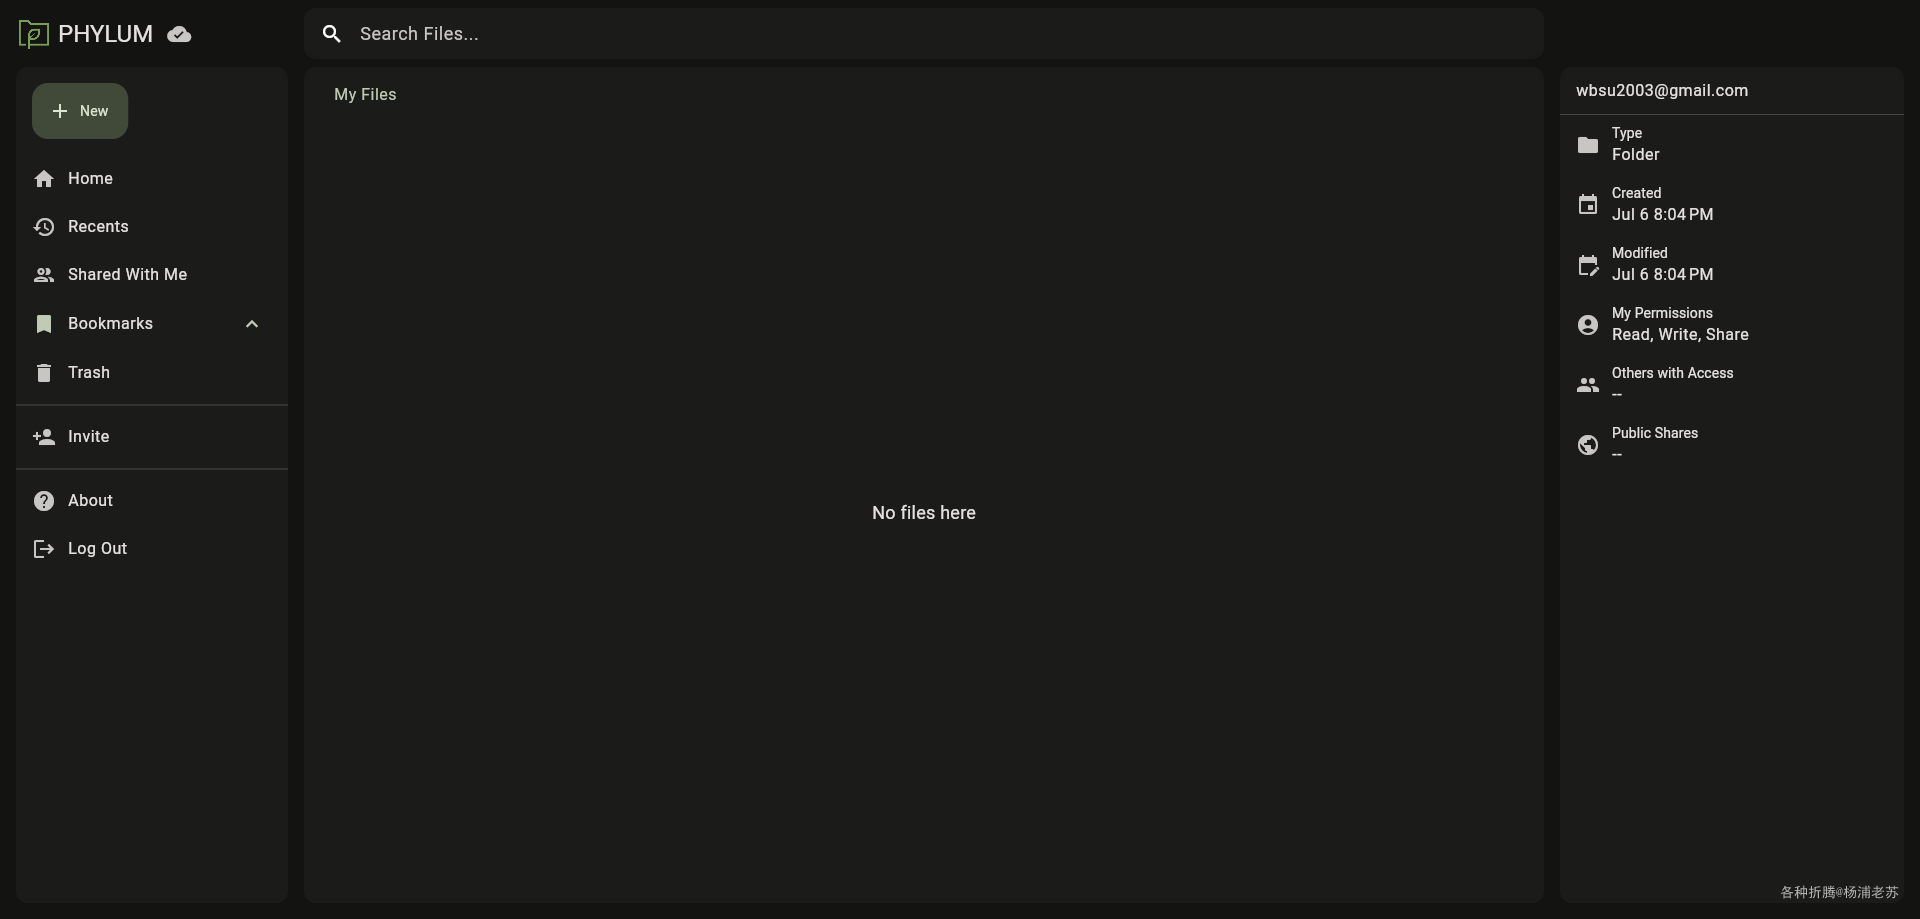 PHYLUM
Search Files...
New
Home
Recents
Shared With Me
Bookmarks
Trash
Invite
About
Log Out
My Files
No files here
wbsu2003@gmail.com
Type
Folder
Created
Jul 6 8:04 PM
Modified
Jul 6 8:04 PM
My Permissions
Read, Write, Share
Others with Access
--
Public Shares
--
各种折腾@杨浦老苏